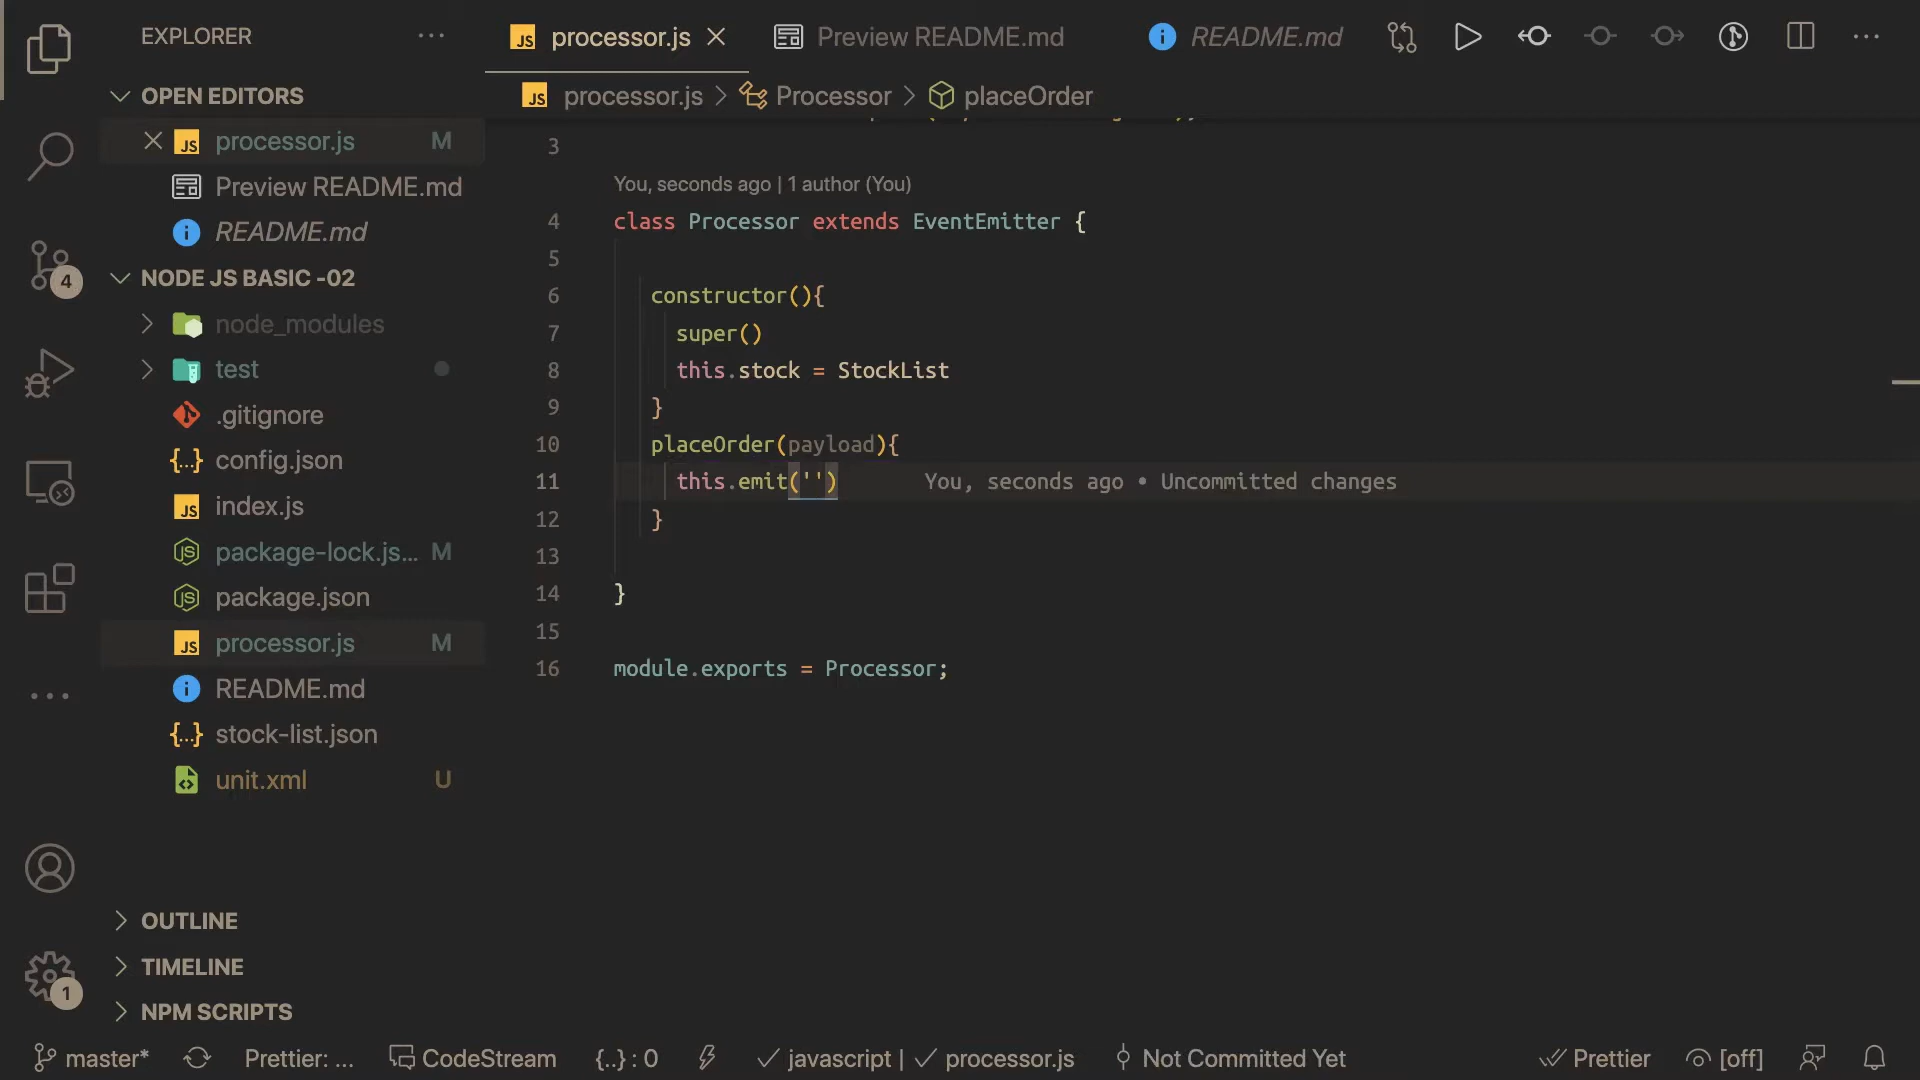 EXPLORER
processor.js
Preview README.md
README.md
OPEN EDITORS
processor.js > Processor > placeOrder
processor.js M
Preview README.md
README.md
NODE JS BASIC -02
node_modules
test
.gitignore
config.json
index.js
package-lock.js... M
package.json
processor.js M
README.md
stock-list.json
unit.xml U
OUTLINE
TIMELINE
NPM SCRIPTS
4
1
3
You, seconds ago | 1 author (You)
4 class Processor extends EventEmitter {
5
6 constructor(){
7 super()
8 this.stock = StockList
9 }
10 placeOrder(payload){
11 this.emit('') You, seconds ago • Uncommitted changes
12 }
13
14 }
15
16 module.exports = Processor;
master* Prettier: ... CodeStream {..} : 0 javascript | processor.js Not Committed Yet Prettier [off]